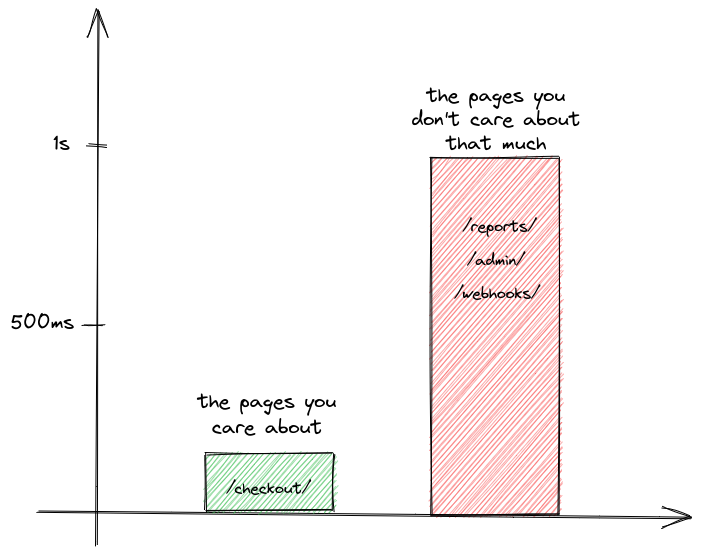 1s
500ms
the pages you
care about
/checkout/
the pages you
don't care about
that much
/reports/
/admin/
/webhooks/